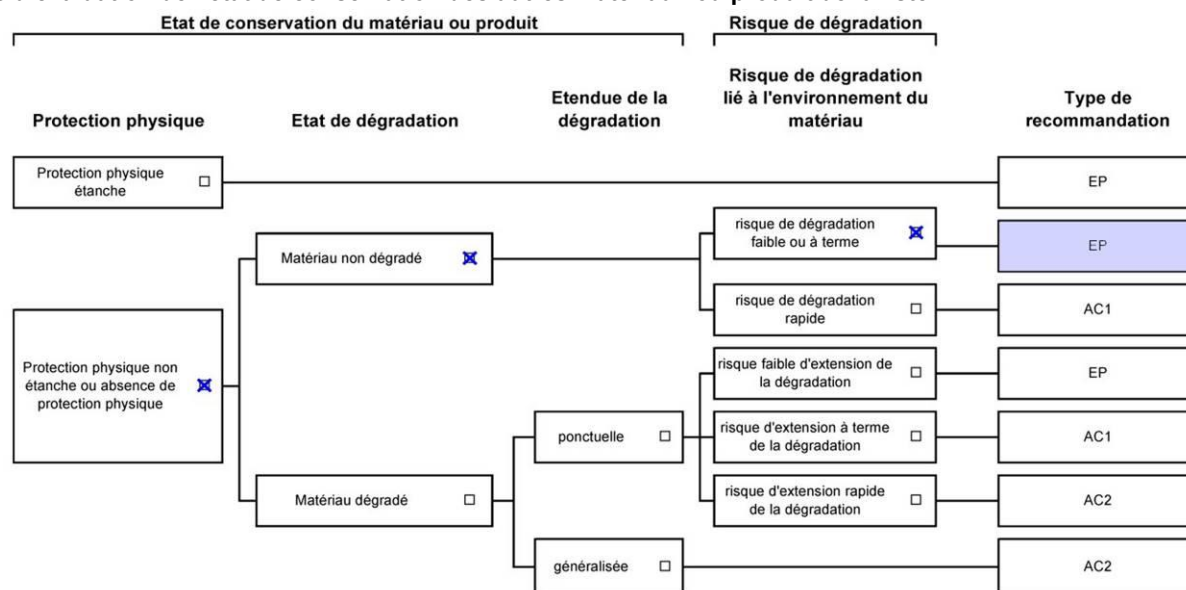 Etat de conservation du matériau ou produit
Risque de dégradation
Protection physique
Etat de dégradation
Etendue de la
dégradation
Risque de dégradation
lié à l'environnement du
matériau
Type de
recommandation
Protection physique
étanche
EP
risque de dégradation
faible ou à terme
EP
Matériau non dégradé
risque de dégradation
rapide
AC1
Protection physique non
étanche ou absence de
protection physique
risque faible d'extension de
la dégradation
EP
ponctuelle
risque d'extension à terme
de la dégradation
AC1
Matériau dégradé
risque d'extension rapide
de la dégradation
AC2
généralisée
AC2